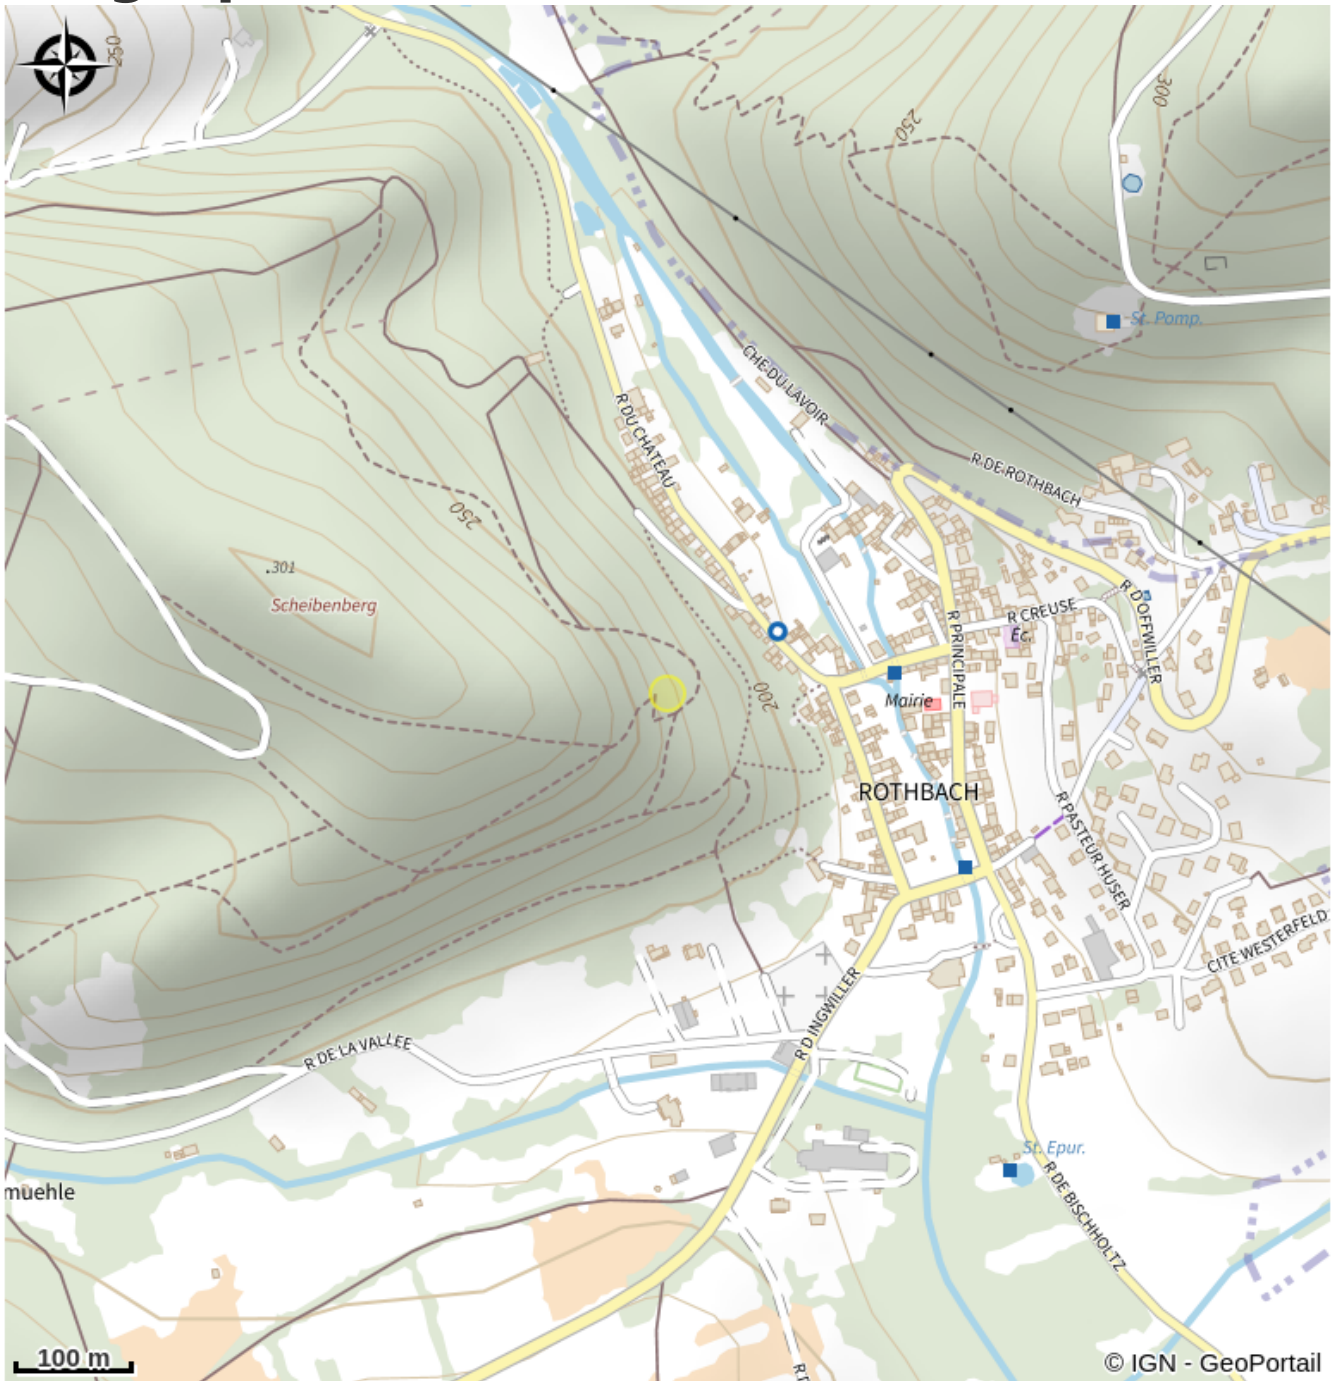 250
300
250
St. Pomp.
CHE DU LAVOIR
R DU CHATEAU
R DE ROTHBACH
250
.301
Scheibenberg
R D OFFWILLER
R CREUSE
Ec.
R PRINCIPALE
200
Mairie
ROTHBACH
R PASTEUR HUSER
CITE WESTERFELD
R D INGWILLER
R DE LA VALLEE
St. Epur.
muehle
R DE BISCHHOLTZ
100 m
© IGN - GeoPortail